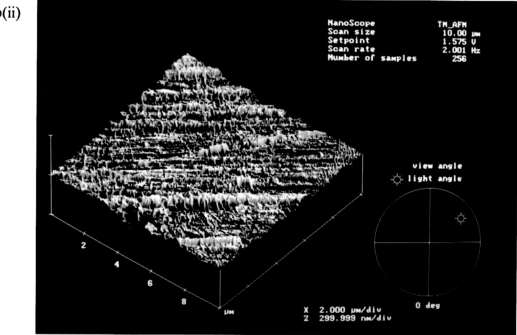 (ii)
NanoScope TM_AFM
Scan size 10.00 µm
Setpoint 1.575 V
Scan rate 2.001 Hz
Number of samples 256
view angle
light angle
2
4
6
8
µm
X 2.000 µm/div
Z 299.999 nm/div
0 deg